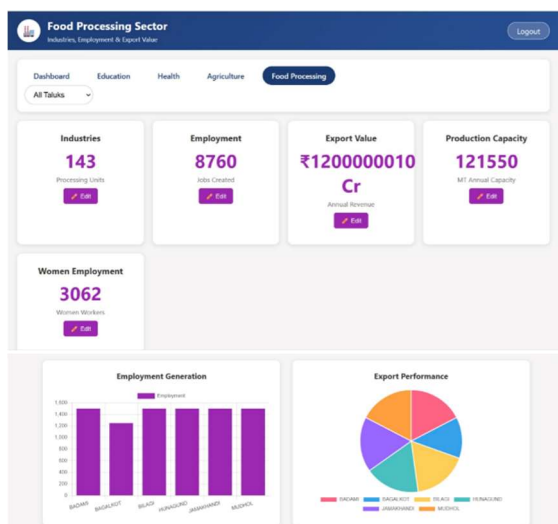 Food Processing Sector
Industries, Employment & Export Value
Logout
Dashboard Education Health Agriculture Food Processing
All Taluks
Industries
143
Processing Units
Edit
Employment
8760
Jobs Created
Edit
Export Value
₹1200000010
Cr
Annual Revenue
Edit
Production Capacity
121550
MT Annual Capacity
Edit
Women Employment
3062
Women Workers
Edit
Employment Generation
Employment
1,600
1,400
1,200
1,000
800
600
400
200
0
BADAMI BAGALKOT BILAGI HUNAGUND JAMAKHANDI MUDHOL
Export Performance
BADAMI BAGALKOT BILAGI HUNAGUND
JAMAKHANDI MUDHOL